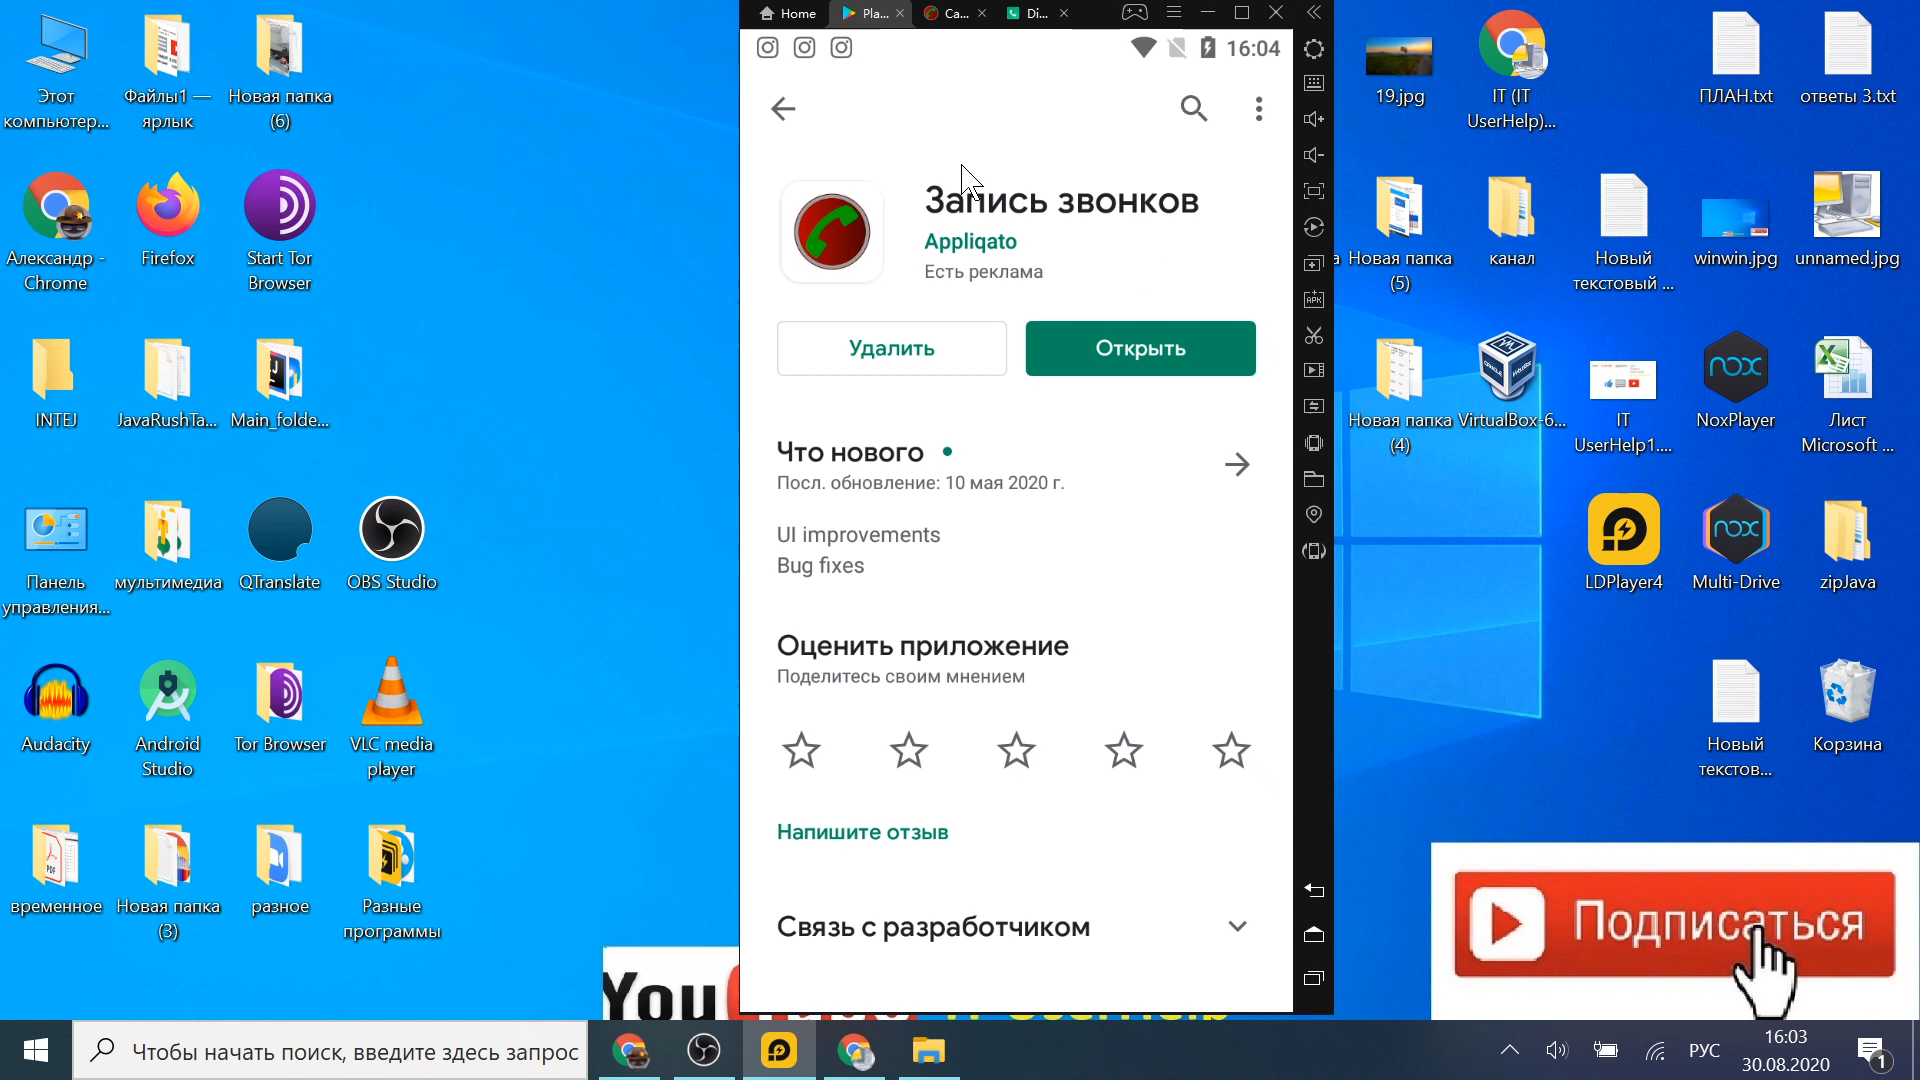 Home
Pla...
Ca...
Di...
16:04
Запись звонков
Appliqato
Есть реклама
Удалить
Открыть
Что нового
Посл. обновление: 10 мая 2020 г.
UI improvements
Bug fixes
Оценить приложение
Поделитесь своим мнением
Напишите отзыв
Связь с разработчиком
Этот
компьютер...
Файлы1 —
ярлык
Новая папка
(6)
Александр -
Chrome
Firefox
Start Tor
Browser
INTEJ
JavaRushTa...
Main_folde...
Панель
управления...
мультимедиа
QTranslate
OBS Studio
Audacity
Android
Studio
Tor Browser
VLC media
player
временное
Новая папка
(3)
разное
Разные
программы
19.jpg
IT (IT
UserHelp)...
ПЛАН.txt
ответы 3.txt
Новая папка
(5)
канал
Новый
текстовый ...
winwin.jpg
unnamed.jpg
Новая папка
(4)
VirtualBox-6...
IT
UserHelp1....
NoxPlayer
Лист
Microsoft ...
LDPlayer4
Multi-Drive
zipJava
Новый
текстов...
Корзина
You
Подписаться
Чтобы начать поиск, введите здесь запрос
РУС
16:03
30.08.2020
1